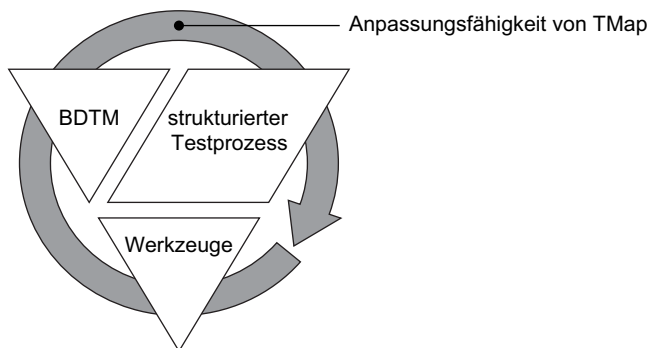 Anpassungsfähigkeit von TMap
BDTM
strukturierter
Testprozess
Werkzeuge